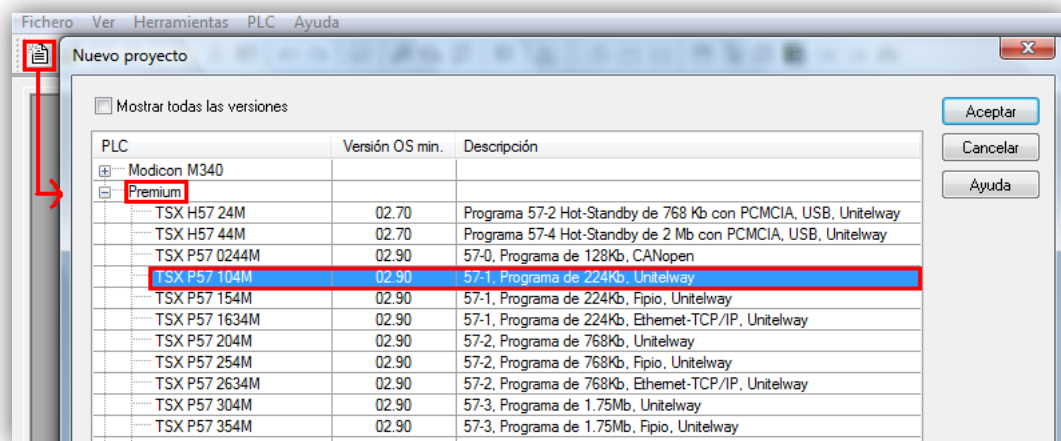 Fichero Ver Herramientas PLC Ayuda
Nuevo proyecto
Mostrar todas las versiones
Aceptar
PLC Versión OS min. Descripción
Cancelar
Modicon M340
Premium
Ayuda
TSX H57 24M 02.70 Programa 57-2 Hot-Standby de 768 Kb con PCMCIA, USB, Unitelway
TSX H57 44M 02.70 Programa 57-4 Hot-Standby de 2 Mb con PCMCIA, USB, Unitelway
TSX P57 0244M 02.90 57-0, Programa de 128Kb, CANopen
TSX P57 104M 02.90 57-1, Programa de 224Kb, Unitelway
TSX P57 154M 02.90 57-1, Programa de 224Kb, Fipio, Unitelway
TSX P57 1634M 02.90 57-1, Programa de 224Kb, Ethernet-TCP/IP, Unitelway
TSX P57 204M 02.90 57-2, Programa de 768Kb, Unitelway
TSX P57 254M 02.90 57-2, Programa de 768Kb, Fipio, Unitelway
TSX P57 2634M 02.90 57-2, Programa de 768Kb, Ethernet-TCP/IP, Unitelway
TSX P57 304M 02.90 57-3, Programa de 1.75Mb, Unitelway
TSX P57 354M 02.90 57-3, Programa de 1.75Mb, Fipio, Unitelway